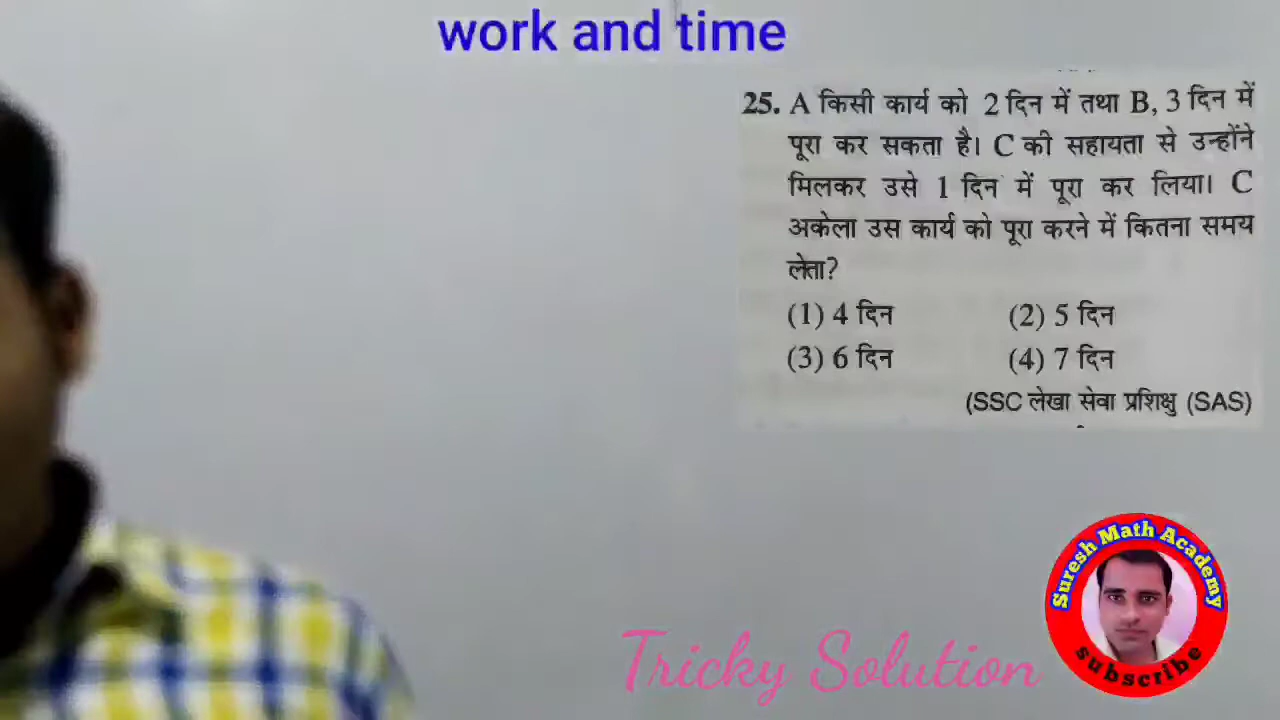 work and time
25. A किसी कार्य को 2 दिन में तथा B, 3 दिन में
पूरा कर सकता है। C की सहायता से उन्होंने
मिलकर उसे 1 दिन में पूरा कर लिया। C
अकेला उस कार्य को पूरा करने में कितना समय
लेता?
(1) 4 दिन (2) 5 दिन
(3) 6 दिन (4) 7 दिन
(SSC लेखा सेवा प्रशिक्षु (SAS)
Suresh Math Academy
Subscribe
Tricky Solution